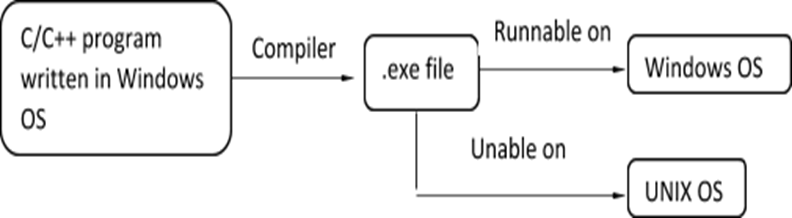 C/C++ program
written in Windows
OS
Compiler
.exe file
Runnable on
Windows OS
Unable on
UNIX OS